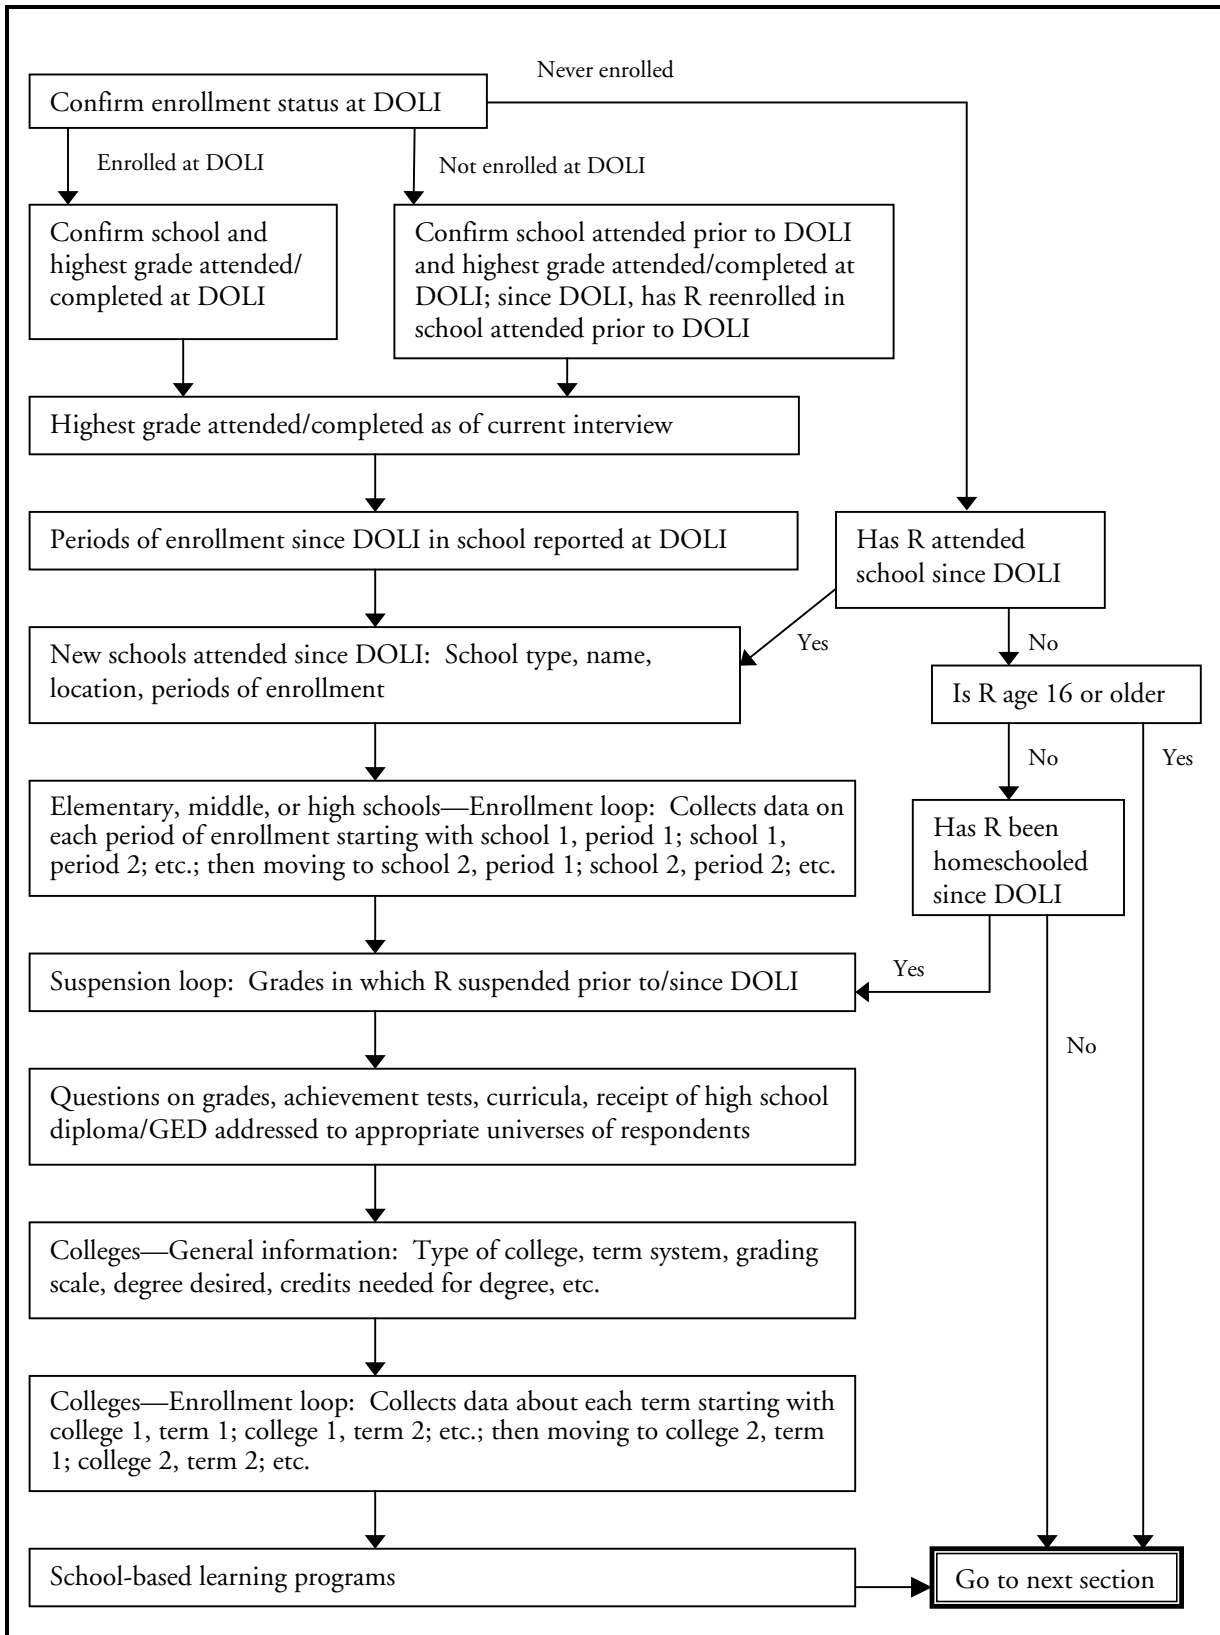 Never enrolled
Confirm enrollment status at DOLI
Enrolled at DOLI
Not enrolled at DOLI
Confirm school and
highest grade attended/
completed at DOLI
Confirm school attended prior to DOLI
and highest grade attended/completed at
DOLI; since DOLI, has R reenrolled in
school attended prior to DOLI
Highest grade attended/completed as of current interview
Periods of enrollment since DOLI in school reported at DOLI
Has R attended
school since DOLI
Yes
No
New schools attended since DOLI:  School type, name,
location, periods of enrollment
Is R age 16 or older
No
Yes
Elementary, middle, or high schools—Enrollment loop:  Collects data on
each period of enrollment starting with school 1, period 1; school 1,
period 2; etc.; then moving to school 2, period 1; school 2, period 2; etc.
Has R been
homeschooled
since DOLI
Suspension loop:  Grades in which R suspended prior to/since DOLI
Yes
No
Questions on grades, achievement tests, curricula, receipt of high school
diploma/GED addressed to appropriate universes of respondents
Colleges—General information:  Type of college, term system, grading
scale, degree desired, credits needed for degree, etc.
Colleges—Enrollment loop:  Collects data about each term starting with
college 1, term 1; college 1, term 2; etc.; then moving to college 2, term
1; college 2, term 2; etc.
School-based learning programs
Go to next section